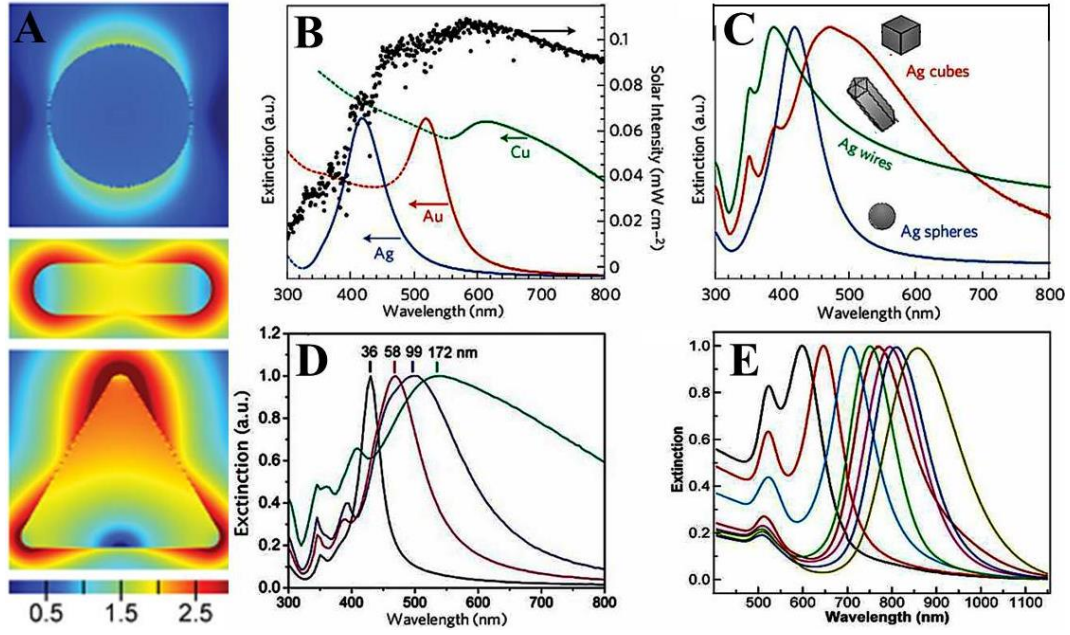 A
0.5 1.5 2.5
B
Extinction (a.u.)
Solar Intensity (mW cm⁻²)
0.1
0.08
0.06
0.04
0.02
0
Cu
Au
Ag
300 400 500 600 700 800
Wavelength (nm)
C
Extinction (a.u.)
Ag cubes
Ag wires
Ag spheres
300 400 500 600 700 800
Wavelength (nm)
D
Exctinction (a.u.)
1.2
1.0
0.8
0.6
0.4
0.2
0.0
36 58 99 172 nm
300 400 500 600 700 800
Wavelength (nm)
E
Extinction
1.0
0.8
0.6
0.4
0.2
0.0
500 600 700 800 900 1000 1100
Wavelength (nm)